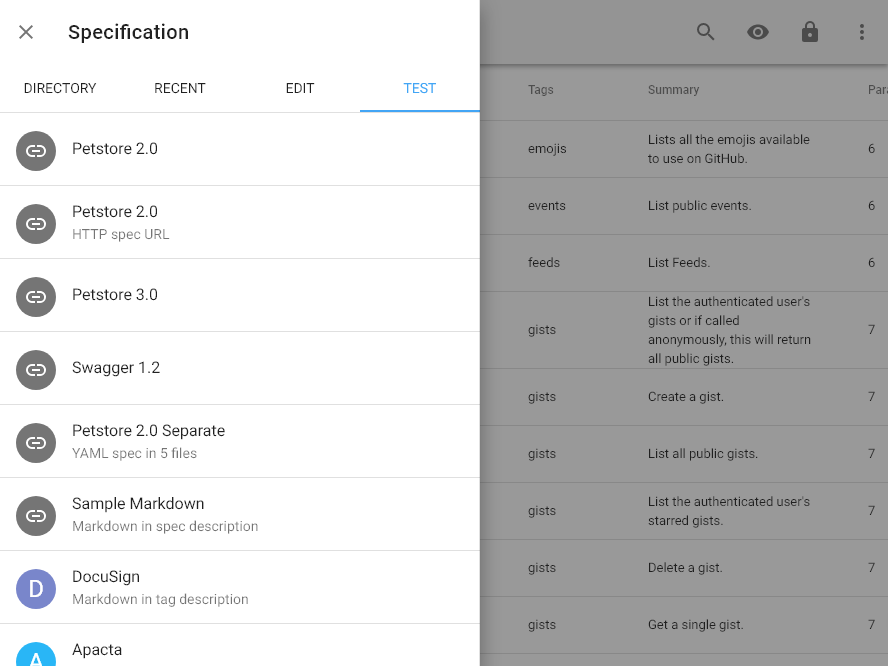 Specification
DIRECTORY
RECENT
EDIT
TEST
Petstore 2.0
Petstore 2.0
HTTP spec URL
Petstore 3.0
Swagger 1.2
Petstore 2.0 Separate
YAML spec in 5 files
Sample Markdown
Markdown in spec description
D
DocuSign
Markdown in tag description
A
Apacta
Tags
Summary
Para
emojis
Lists all the emojis available
to use on GitHub.
6
events
List public events.
6
feeds
List Feeds.
6
gists
List the authenticated user's
gists or if called
anonymously, this will return
all public gists.
7
gists
Create a gist.
7
gists
List all public gists.
7
gists
List the authenticated user's
starred gists.
7
gists
Delete a gist.
7
gists
Get a single gist.
7